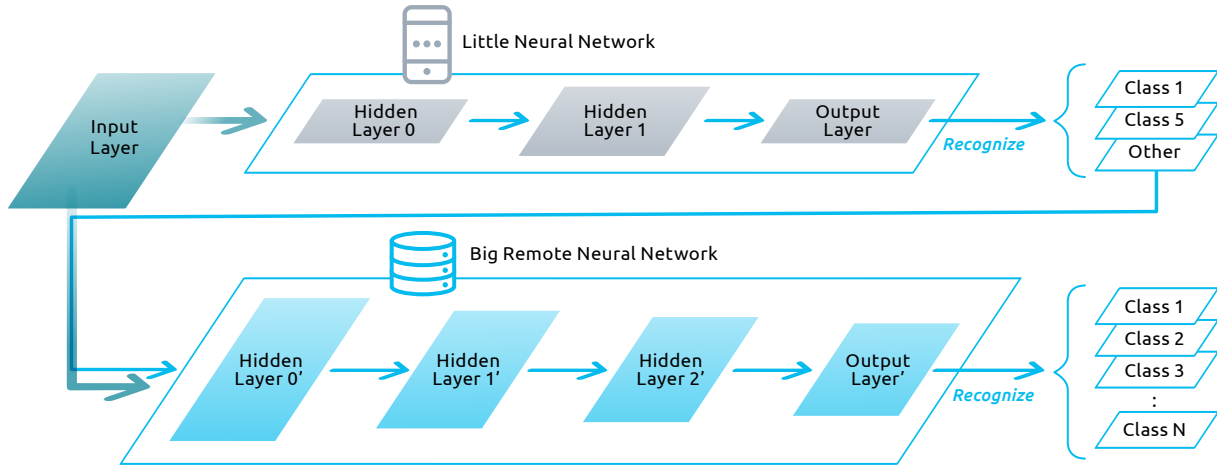 Little Neural Network
Input
Layer
Hidden
Layer 0
Hidden
Layer 1
Output
Layer
Recognize
Class 1
Class 5
Other
Big Remote Neural Network
Hidden
Layer 0’
Hidden
Layer 1’
Hidden
Layer 2’
Output
Layer’
Recognize
Class 1
Class 2
Class 3
:
Class N